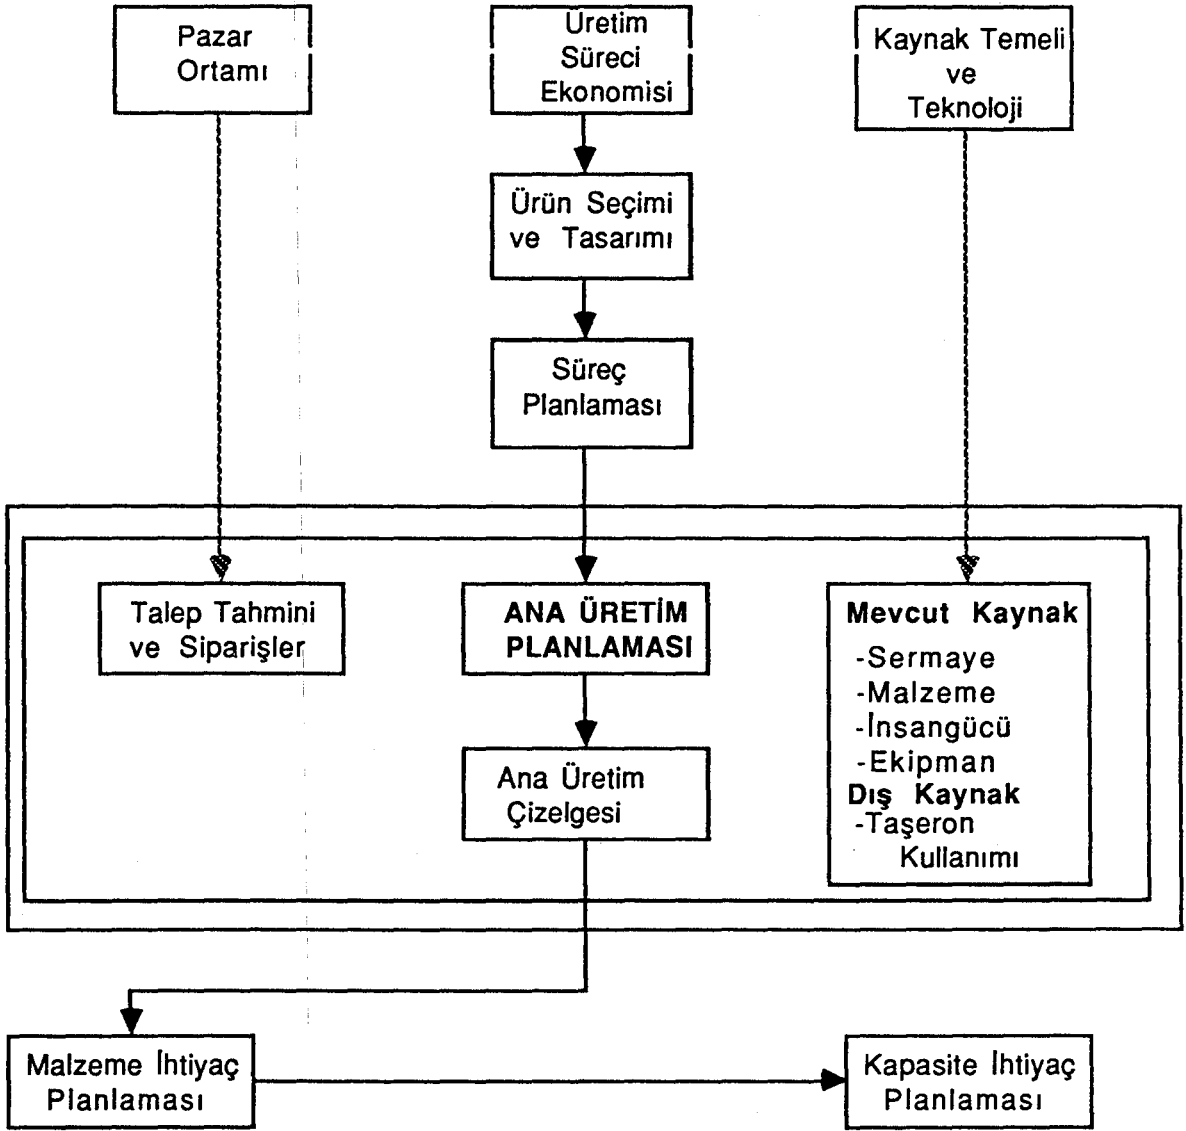 Pazar
Ortamı
Üretim
Süreci
Ekonomisi
Kaynak Temeli
ve
Teknoloji
Ürün Seçimi
ve Tasarımı
Süreç
Planlaması
Talep Tahmini
ve Siparişler
ANA ÜRETİM
PLANLAMASI
Ana Üretim
Çizelgesi
Mevcut Kaynak
-Sermaye
-Malzeme
-İnsangücü
-Ekipman
Dış Kaynak
-Taşeron
Kullanımı
Malzeme İhtiyaç
Planlaması
Kapasite İhtiyaç
Planlaması